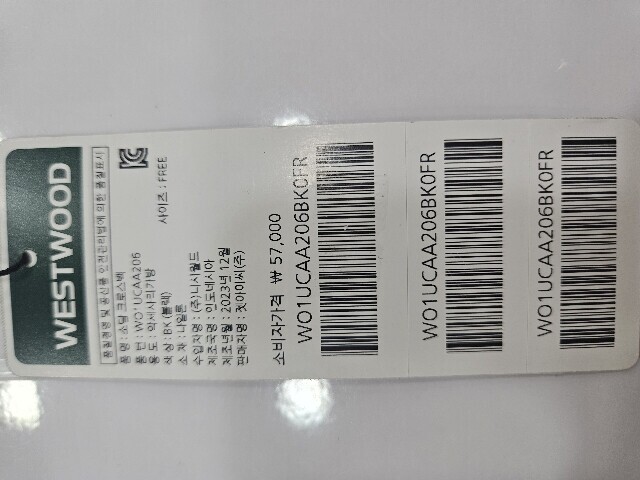 WESTWOOD
품질경영 및 공산품 안전관리법에 의한 품질표시
품명 : 소달 크로스백
품번 : WO1UCAA206
용도 : 악세사리가방
색상 : BK (블랙)
사이즈 : FREE
소재 : 나일론
수입자명 : (주)니시월드
제조국명 : 인도네시아
제조년월 : 2023년 12월
판매자명 : 젯아이씨(주)
소비자가격 ₩ 57,000
WO1UCAA206BK0FR
WO1UCAA206BK0FR
WO1UCAA206BK0FR